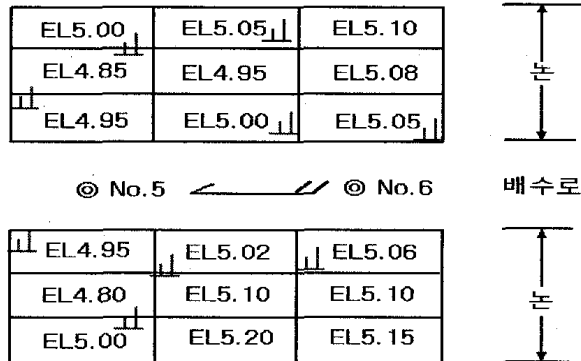 EL5.00 EL5.05 EL5.10
EL4.85 EL4.95 EL5.08
논
EL4.95 EL5.00 EL5.05
◎ No.5 ◎ No.6 배수로
EL4.95 EL5.02 EL5.06
EL4.80 EL5.10 EL5.10
논
EL5.00 EL5.20 EL5.15